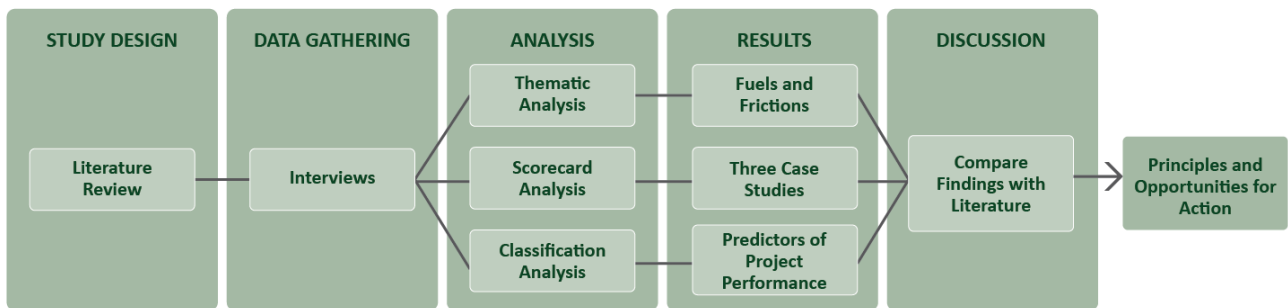 STUDY DESIGN
Literature
Review
DATA GATHERING
Interviews
ANALYSIS
Thematic
Analysis
Scorecard
Analysis
Classification
Analysis
RESULTS
Fuels and
Frictions
Three Case
Studies
Predictors of
Project
Performance
DISCUSSION
Compare
Findings with
Literature
Principles and
Opportunities for
Action